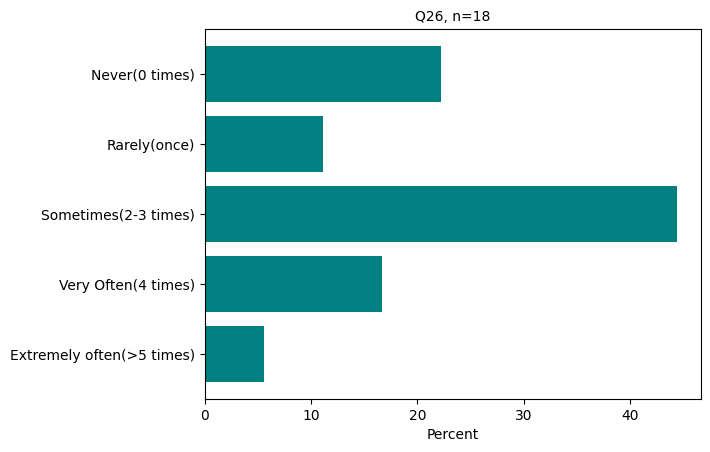 Q26, n=18
Never(0 times)
Rarely(once)
Sometimes(2-3 times)
Very Often(4 times)
Extremely often(>5 times)
0 10 20 30 40
Percent